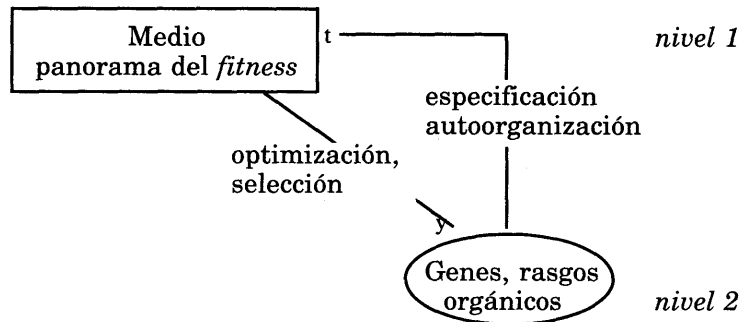 Medio
panorama del fitness
t
nivel 1
especificación
autoorganización
optimización,
selección
y
Genes, rasgos
orgánicos
nivel 2